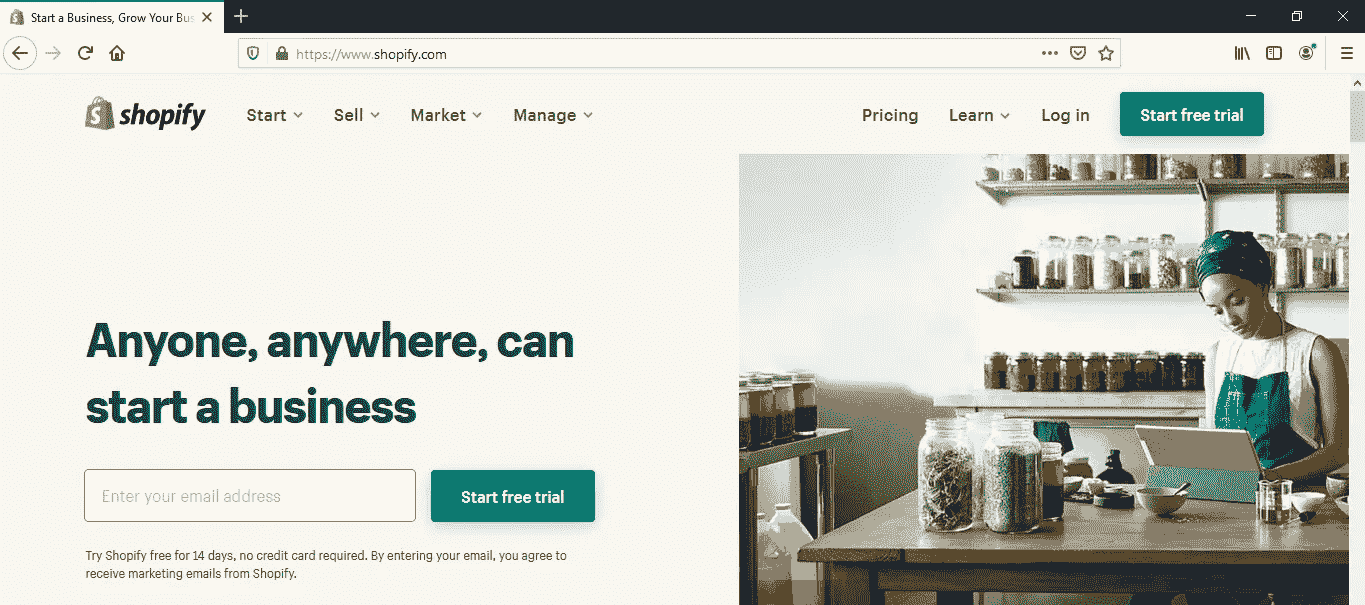 Start a Business, Grow Your Bus
https://www.shopify.com
shopify
Start
Sell
Market
Manage
Pricing
Learn
Log in
Start free trial
Anyone, anywhere, can
start a business
Enter your email address
Start free trial
Try Shopify free for 14 days, no credit card required. By entering your email, you agree to
receive marketing emails from Shopify.